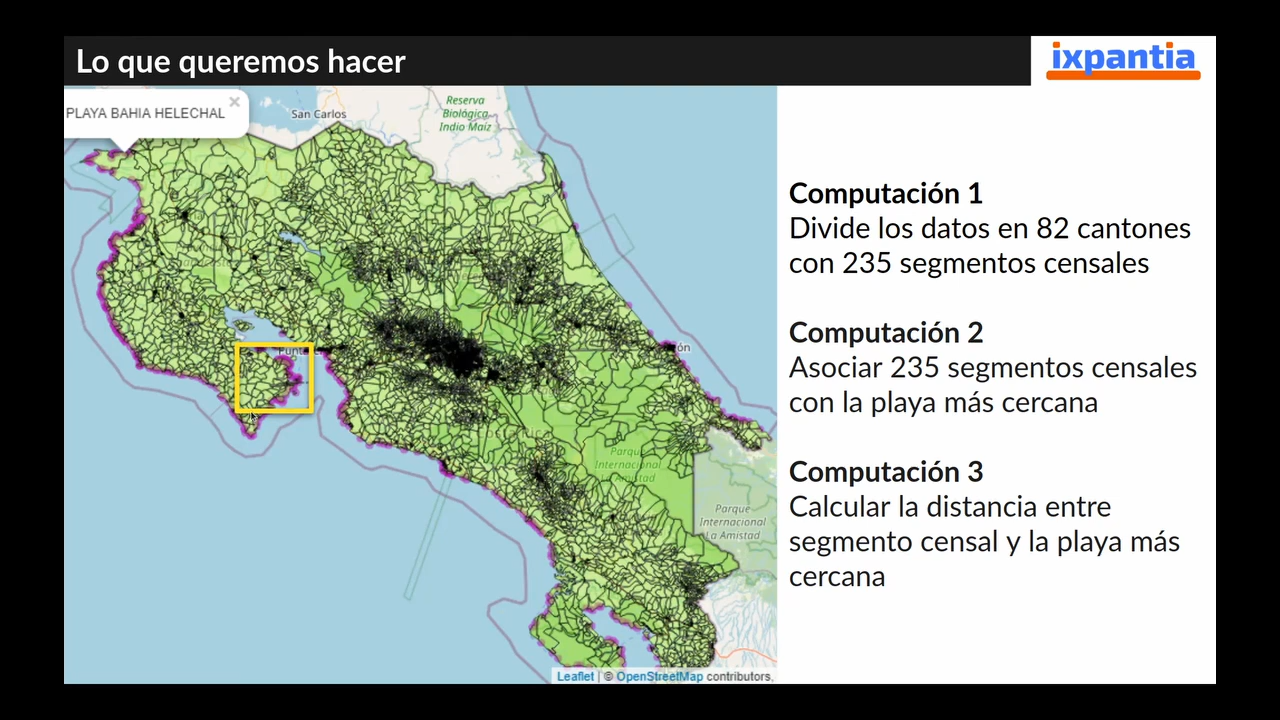 Lo que queremos hacer
ixpantia
PLAYA BAHIA HELECHAL
×
San Carlos
Reserva
Biológica
Indio Maíz
Parque
Internacional
La Amistad
Parque
Internacional
La Amistad
Leaflet | © OpenStreetMap contributors,
Computación 1
Divide los datos en 82 cantones
con 235 segmentos censales
Computación 2
Asociar 235 segmentos censales
con la playa más cercana
Computación 3
Calcular la distancia entre
segmento censal y la playa más
cercana